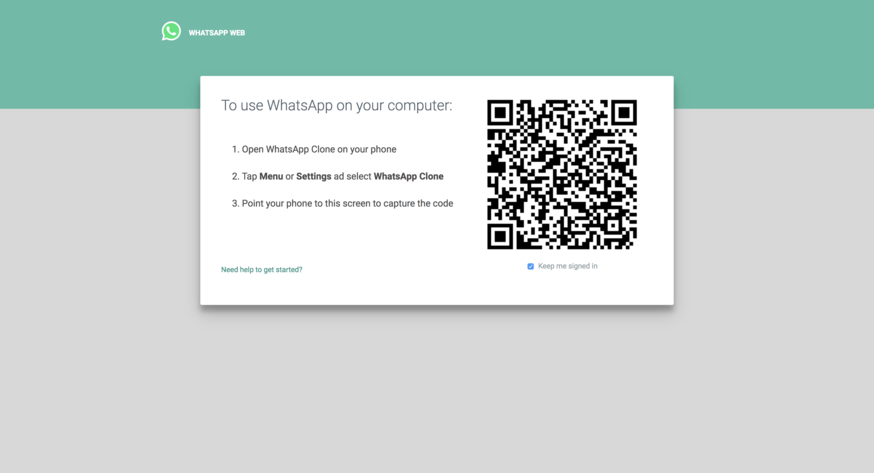 WHATSAPP WEB
To use WhatsApp on your computer:
1. Open WhatsApp Clone on your phone
2. Tap Menu or Settings ad select WhatsApp Clone
3. Point your phone to this screen to capture the code
Need help to get started?
Keep me signed in